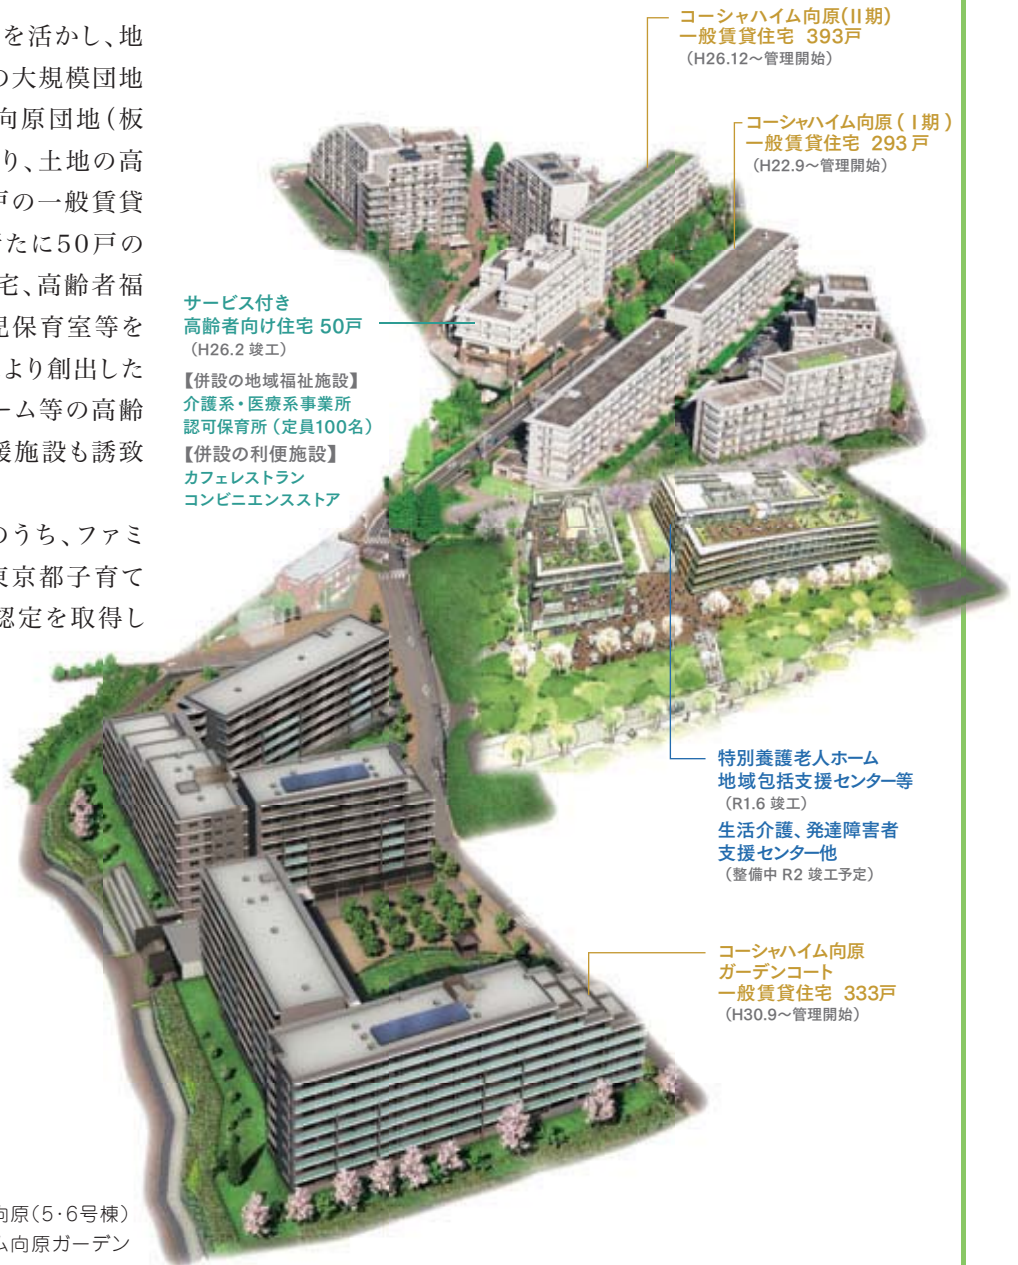 を活かし、地
の大規模団地
向原団地（板
り、土地の高
戸の一般賃貸
たに50戸の
宅、高齢者福
児保育室等を
より創出した
ーム等の高齢
援施設も誘致
のうち、ファミ
東京都子育て
認定を取得し
コーシャハイム向原(II期)
一般賃貸住宅 393戸
（H26.12～管理開始）
コーシャハイム向原 ( I 期 )
一般賃貸住宅 293 戸
（H22.9～管理開始）
サービス付き
高齢者向け住宅 50戸
（H26.2 竣工）
【併設の地域福祉施設】
介護系・医療系事業所
認可保育所（定員100名）
【併設の利便施設】
カフェレストラン
コンビニエンスストア
特別養護老人ホーム
地域包括支援センター等
（R1.6 竣工）
生活介護、発達障害者
支援センター他
（整備中 R2 竣工予定）
コーシャハイム向原
ガーデンコート
一般賃貸住宅 333戸
（H30.9～管理開始）
向原（5・6号棟）
ム向原ガーデン